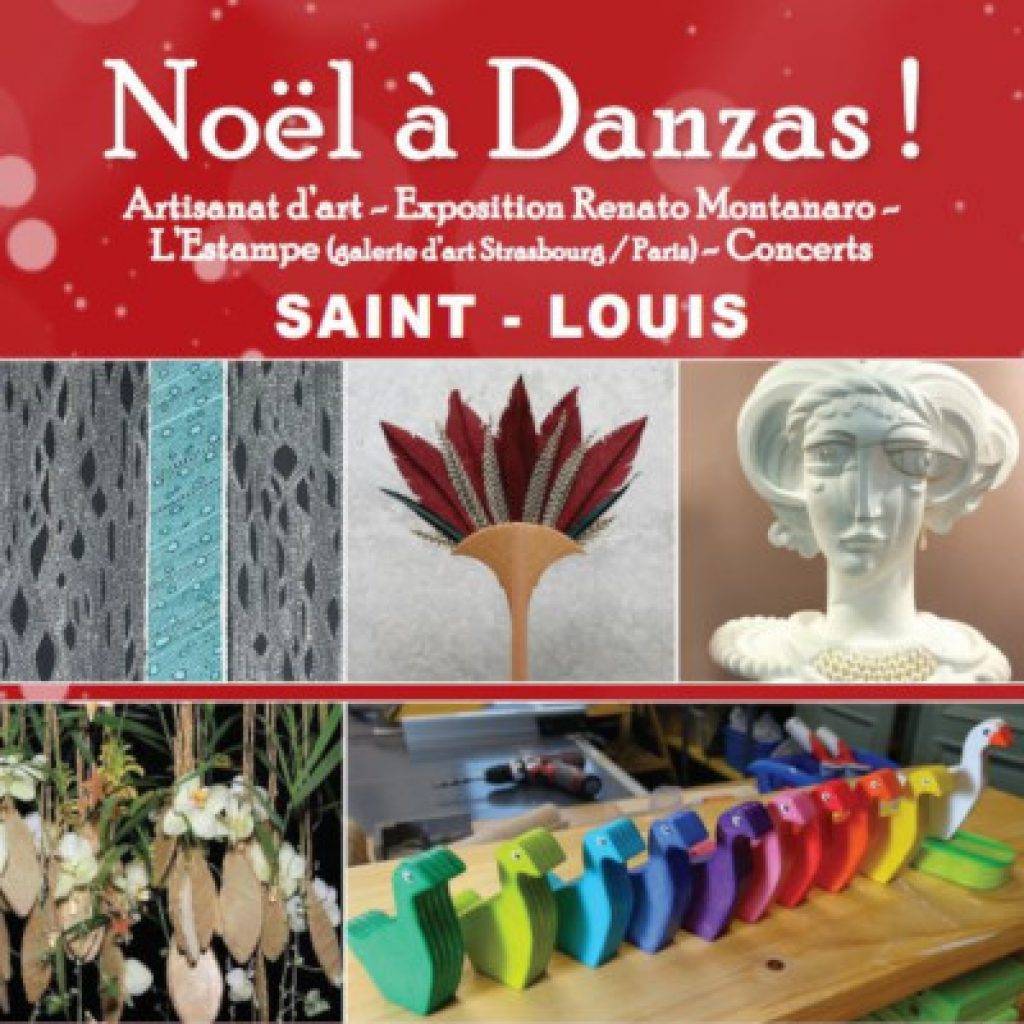 Noël à Danzas !
Artisanat d'art ~ Exposition Renato Montanaro ~
L'Estampe (galerie d'art Strasbourg / Paris) ~ Concerts
SAINT - LOUIS